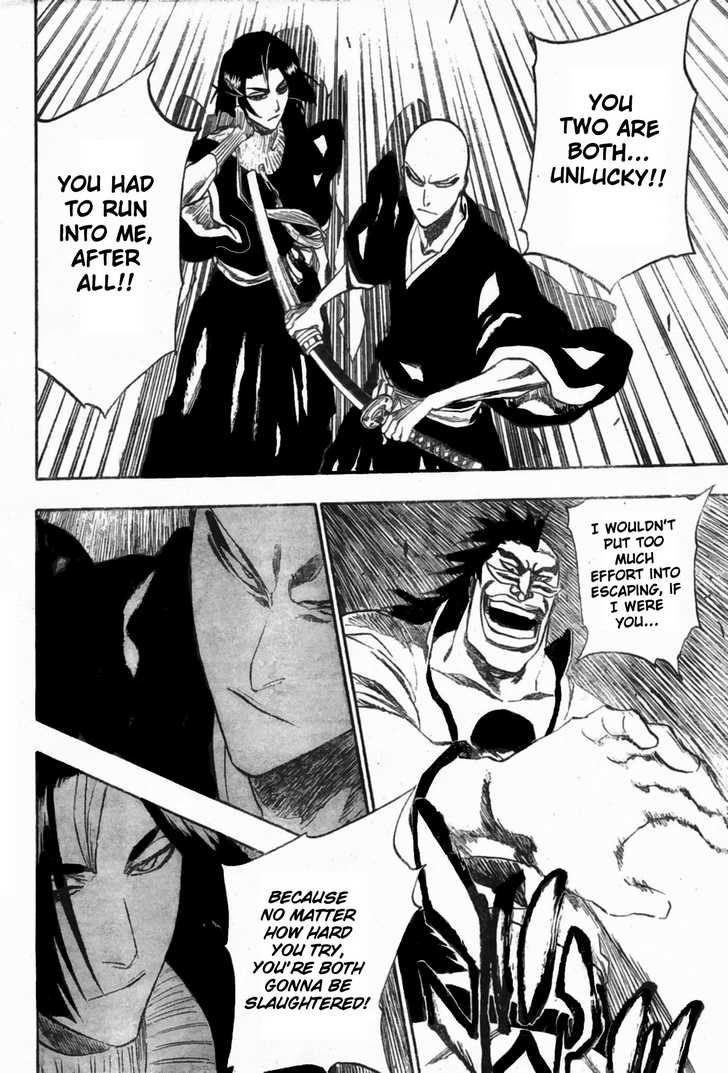 YOU
TWO ARE
BOTH...
UNLUCKY!!
YOU HAD
TO RUN
INTO ME,
AFTER
ALL!!
I WOULDN'T
PUT TOO
MUCH
EFFORT INTO
ESCAPING, IF
I WERE
YOU...
BECAUSE
NO MATTER
HOW HARD
YOU TRY,
YOU'RE BOTH
GONNA BE
SLAUGHTERED!